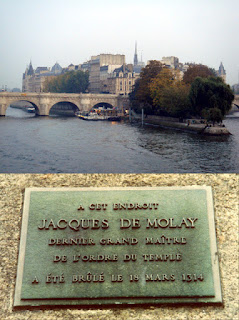 A CET ENDROIT
JACQUES DE MOLAY
DERNIER GRAND MAÎTRE
DE L'ORDRE DU TEMPLE
A ÉTÉ BRÛLÉ LE 18 MARS 1314